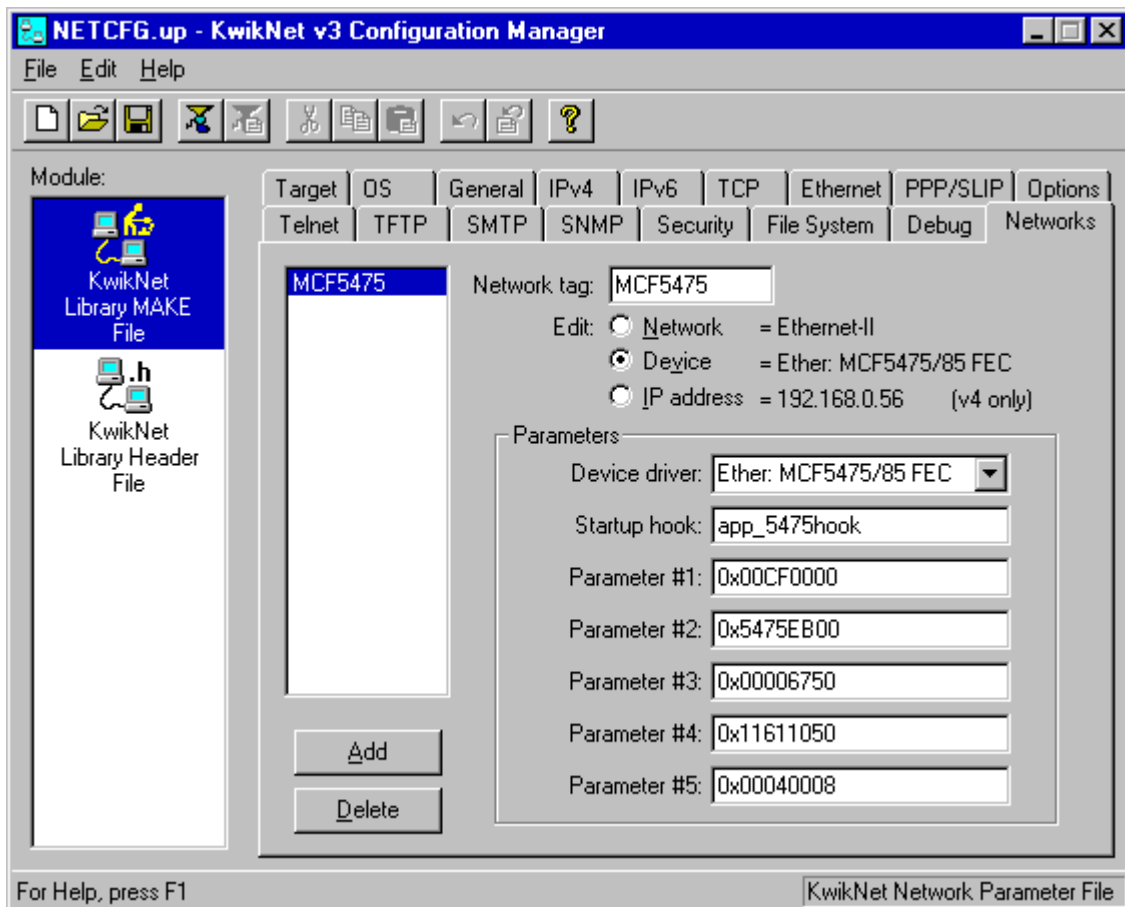 NETCFG.up - KwikNet v3 Configuration Manager
File Edit Help
Module:
KwikNet
Library MAKE
File
.h
KwikNet
Library Header
File
Target OS General IPv4 IPv6 TCP Ethernet PPP/SLIP Options
Telnet TFTP SMTP SNMP Security File System Debug Networks
MCF5475
Network tag: MCF5475
Edit: Network = Ethernet-II
Device = Ether: MCF5475/85 FEC
IP address = 192.168.0.56 (v4 only)
Parameters
Device driver: Ether: MCF5475/85 FEC
Startup hook: app_5475hook
Parameter #1: 0x00CF0000
Parameter #2: 0x5475EB00
Parameter #3: 0x00006750
Parameter #4: 0x11611050
Parameter #5: 0x00040008
Add
Delete
For Help, press F1
KwikNet Network Parameter File